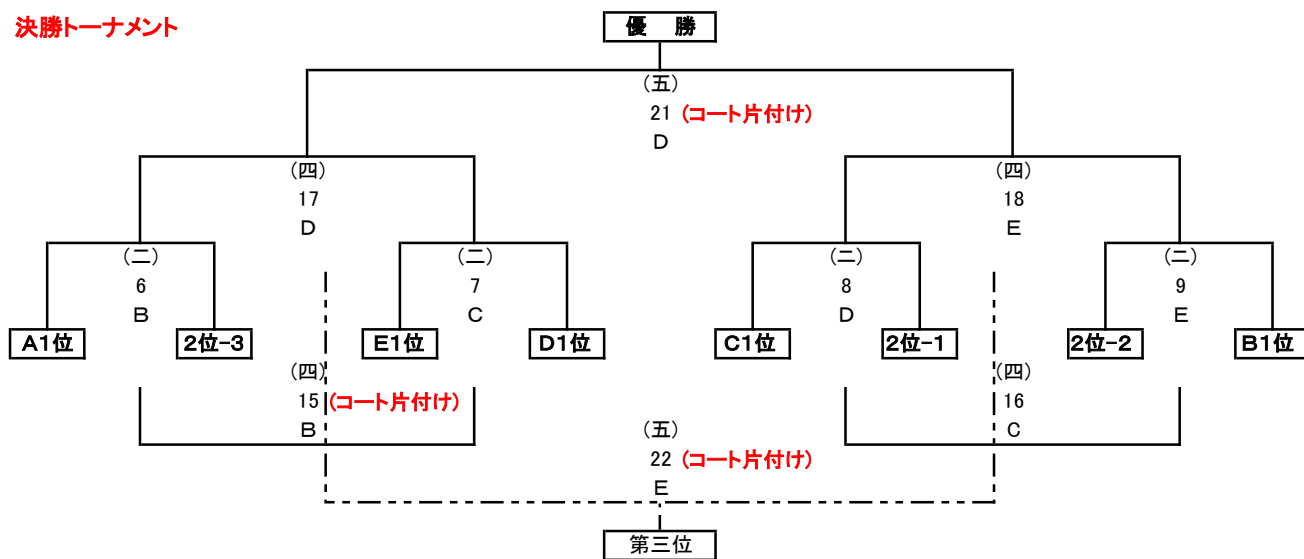 決勝トーナメント
優　勝
(五)
21 (コート片付け)
D
(四)
17
D
(四)
18
E
(二)
6
B
(二)
7
C
(二)
8
D
(二)
9
E
A1位
2位-3
E1位
D1位
C1位
2位-1
2位-2
B1位
(四)
15 (コート片付け)
B
(四)
16
C
(五)
22 (コート片付け)
E
第三位